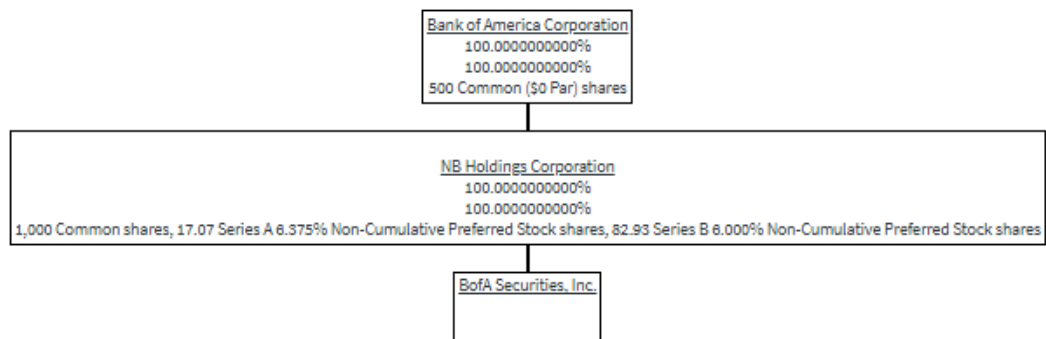 Bank of America Corporation
100.0000000000%
100.0000000000%
500 Common ($0 Par) shares
NB Holdings Corporation
100.0000000000%
100.0000000000%
1,000 Common shares, 17.07 Series A 6.375% Non-Cumulative Preferred Stock shares, 82.93 Series B 6.000% Non-Cumulative Preferred Stock shares
BofA Securities, Inc.